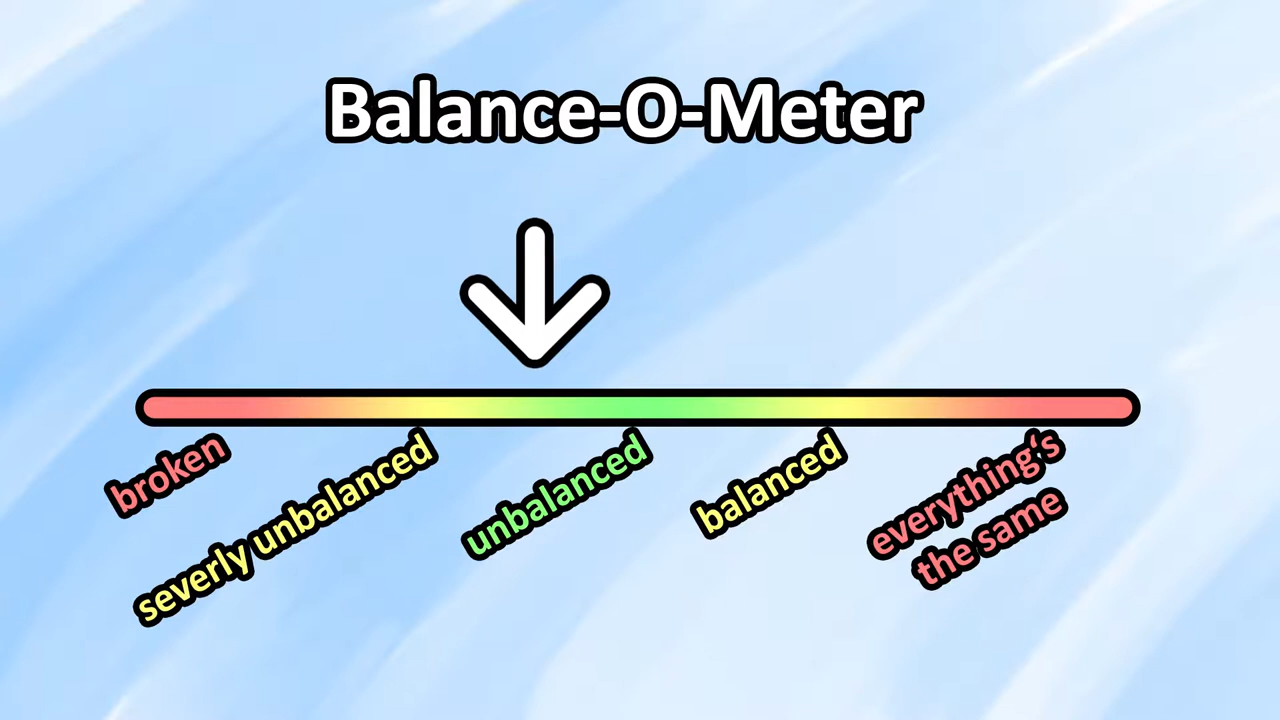 Balance-O-Meter
broken
severly unbalanced
unbalanced
balanced
everything‘s
the same